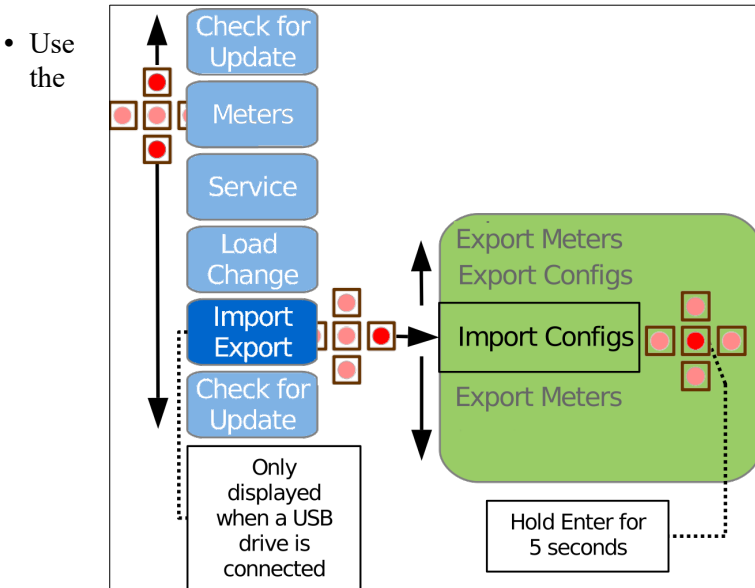 • Use
the
Check for
Update
Meters
Service
Load
Change
Import
Export
Check for
Update
Only
displayed
when a USB
drive is
connected
Export Meters
Export Configs
Import Configs
Export Meters
Hold Enter for
5 seconds